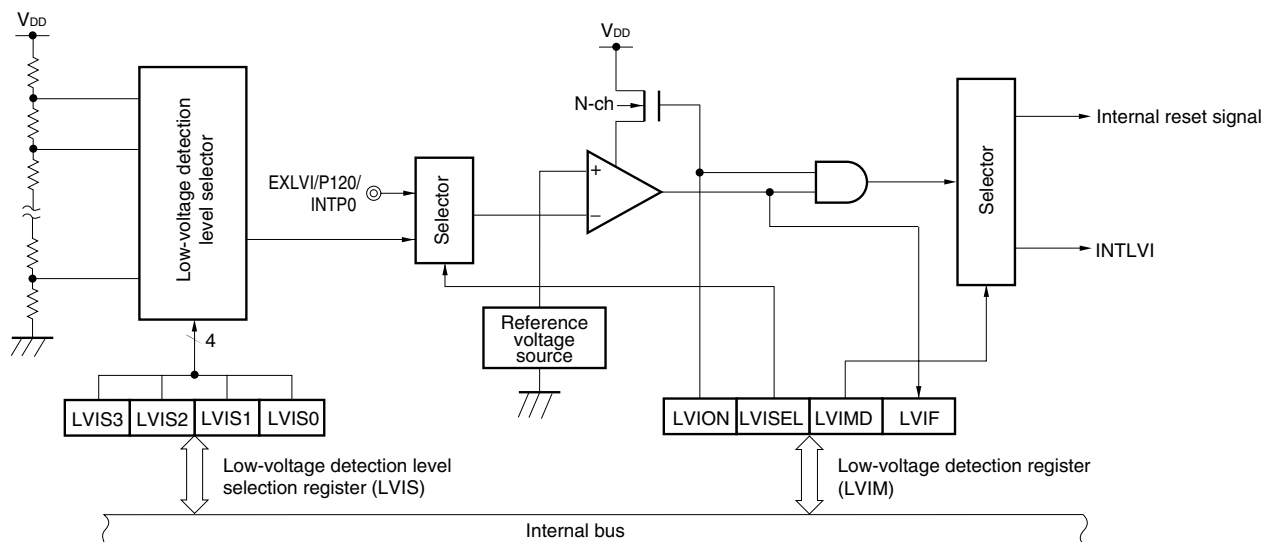 VDD
Low-voltage detection
level selector
4
LVIS3 LVIS2 LVIS1 LVIS0
Low-voltage detection level
selection register (LVIS)
EXLVI/P120/
INTP0
Selector
VDD
N-ch
+
−
Reference
voltage
source
Selector
Internal reset signal
INTLVI
LVION LVISEL LVIMD LVIF
Low-voltage detection register
(LVIM)
Internal bus